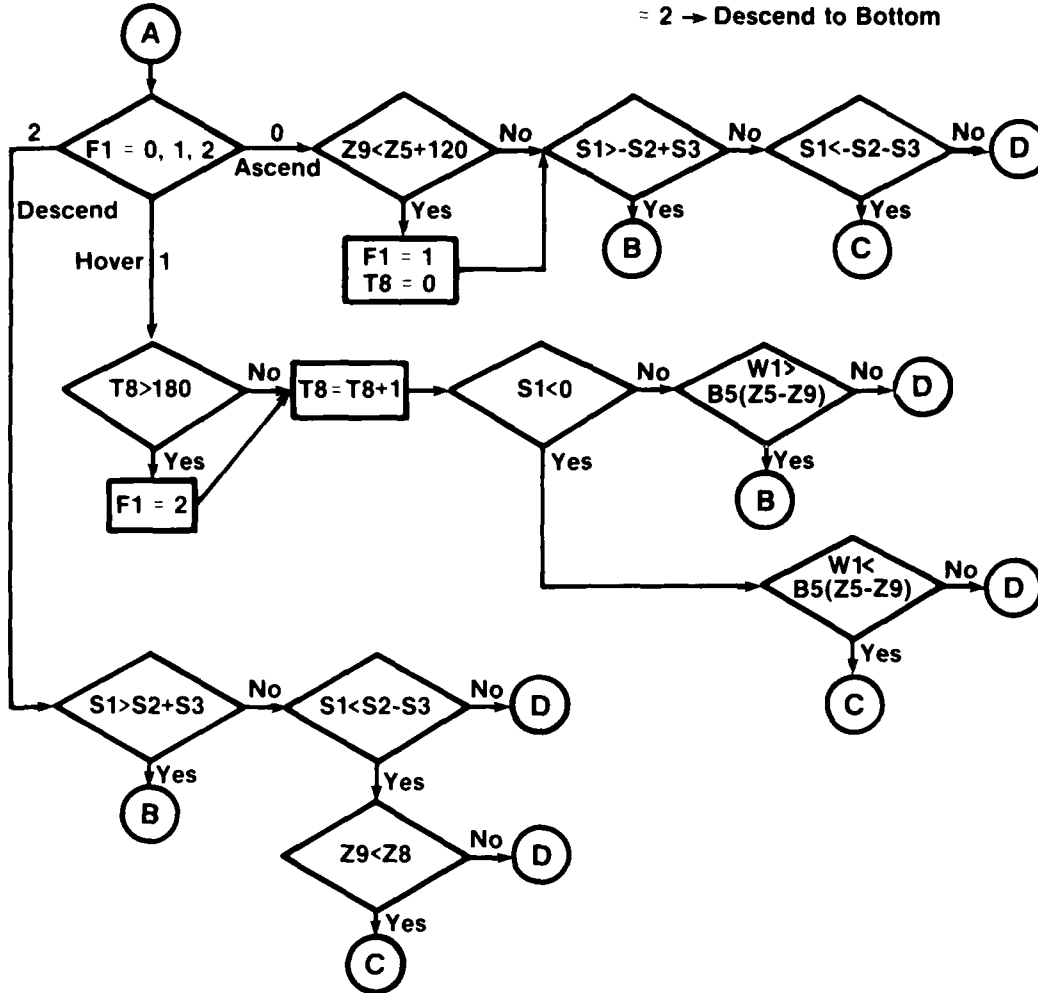 = 2 → Descend to Bottom
A
2
F1 = 0, 1, 2
0
Ascend
Z9<Z5+120
No
S1>-S2+S3
No
S1<-S2-S3
No
D
Descend
Yes
Yes
Yes
B
C
Hover 1
F1 = 1
T8 = 0
T8>180
No
T8=T8+1
S1<0
No
W1>
B5(Z5-Z9)
No
D
Yes
F1 = 2
Yes
Yes
B
W1<
B5(Z5-Z9)
No
D
Yes
C
S1>S2+S3
No
S1<S2-S3
No
D
Yes
B
Yes
Z9<Z8
No
D
Yes
C